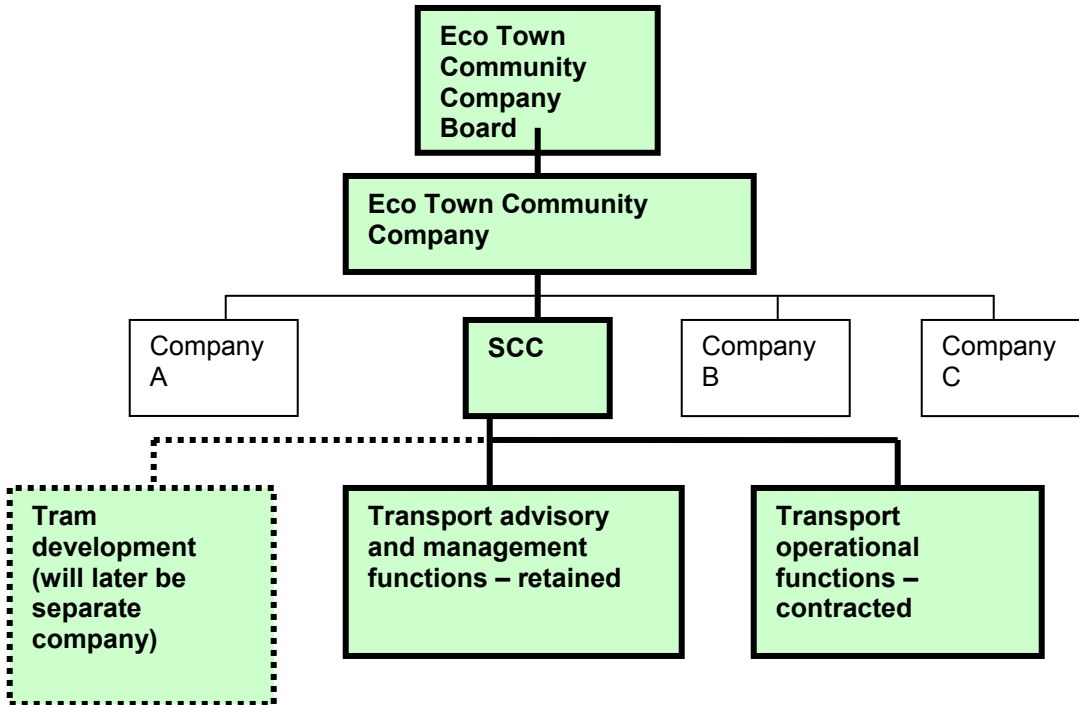 Eco Town
Community
Company
Board
Eco Town Community
Company
Company
A
SCC
Company
B
Company
C
Tram
development
(will later be
separate
company)
Transport advisory
and management
functions – retained
Transport
operational
functions –
contracted